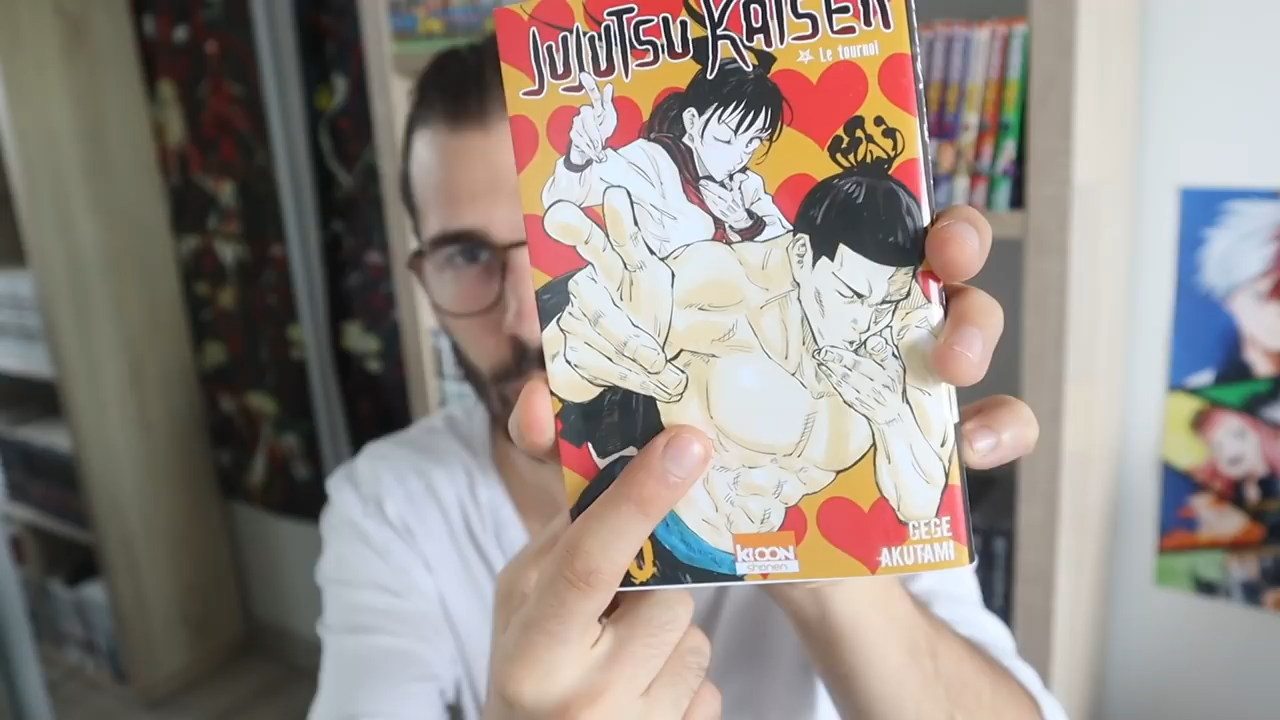 JUJUTSU KAISEN
Le tournoi
KI-OON
shonen
GEGE
AKUTAMI